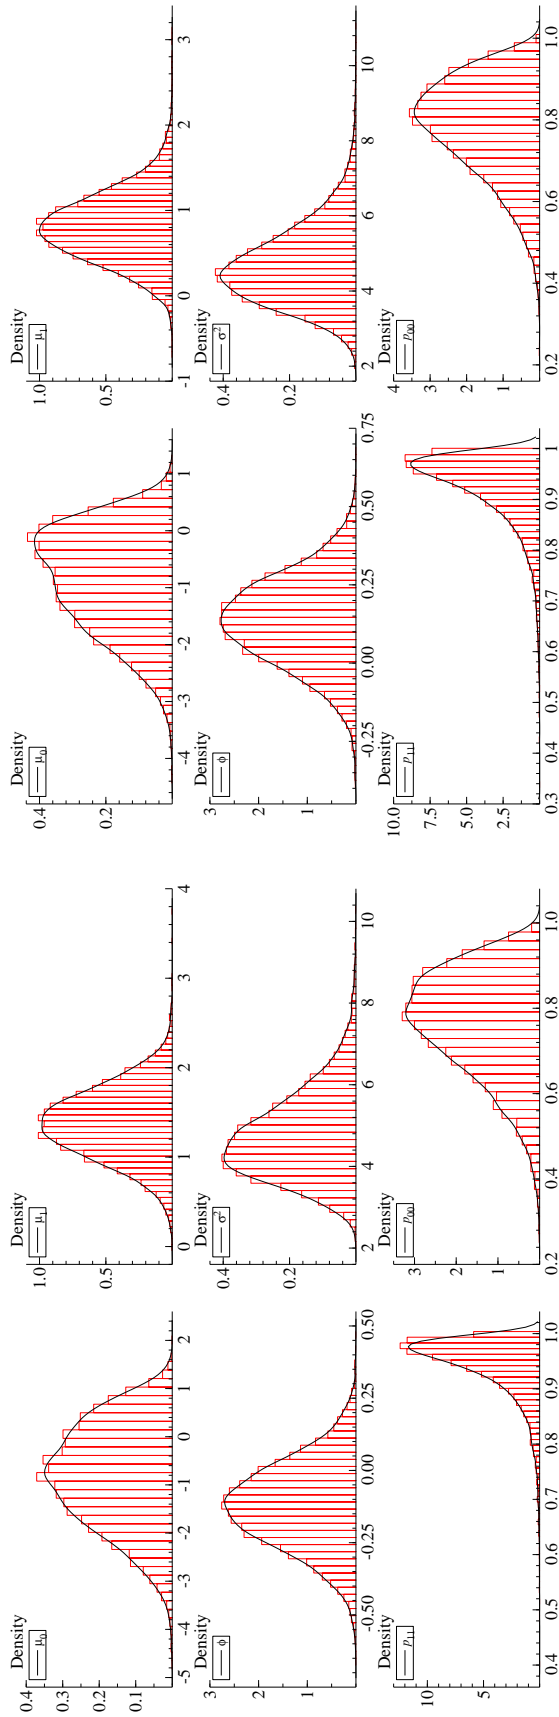 Density
μ₀
0.4
0.3
0.2
0.1
-5 -4 -3 -2 -1 0 1 2
Density
μ₁
1.0
0.5
0 1 2 3 4
Density
μ₀
0.4
0.2
-4 -3 -2 -1 0 1
Density
μ₁
1.0
0.5
-1 0 1 2 3
Density
ϕ
3
2
1
-0.50 -0.25 0.00 0.25 0.50
Density
σ²
0.4
0.2
2 4 6 8 10
Density
ϕ
3
2
1
-0.25 0.00 0.25 0.50 0.75
Density
σ²
0.4
0.2
2 4 6 8 10
Density
p₁₁
10
5
0.4 0.5 0.6 0.7 0.8 0.9 1.0
Density
p₀₀
3
2
1
0.2 0.4 0.6 0.8 1.0
Density
p₁₁
10.0
7.5
5.0
2.5
0.3 0.4 0.5 0.6 0.7 0.8 0.9 1
Density
p₀₀
4
3
2
1
0.2 0.4 0.6 0.8 1.0